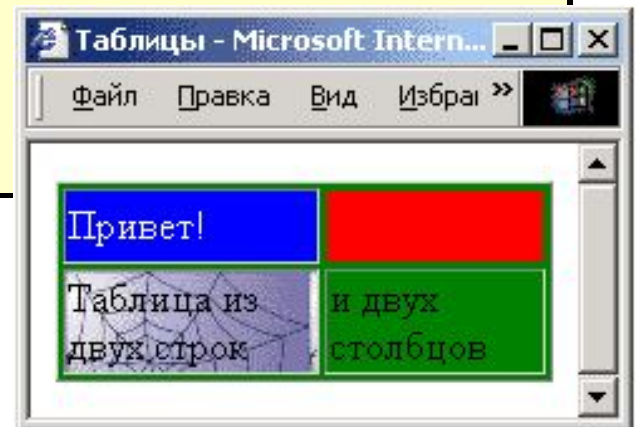 Таблицы - Microsoft Intern...
Файл Правка Вид Избра »
Привет!
Таблица из
двух строк
и двух
столбцов